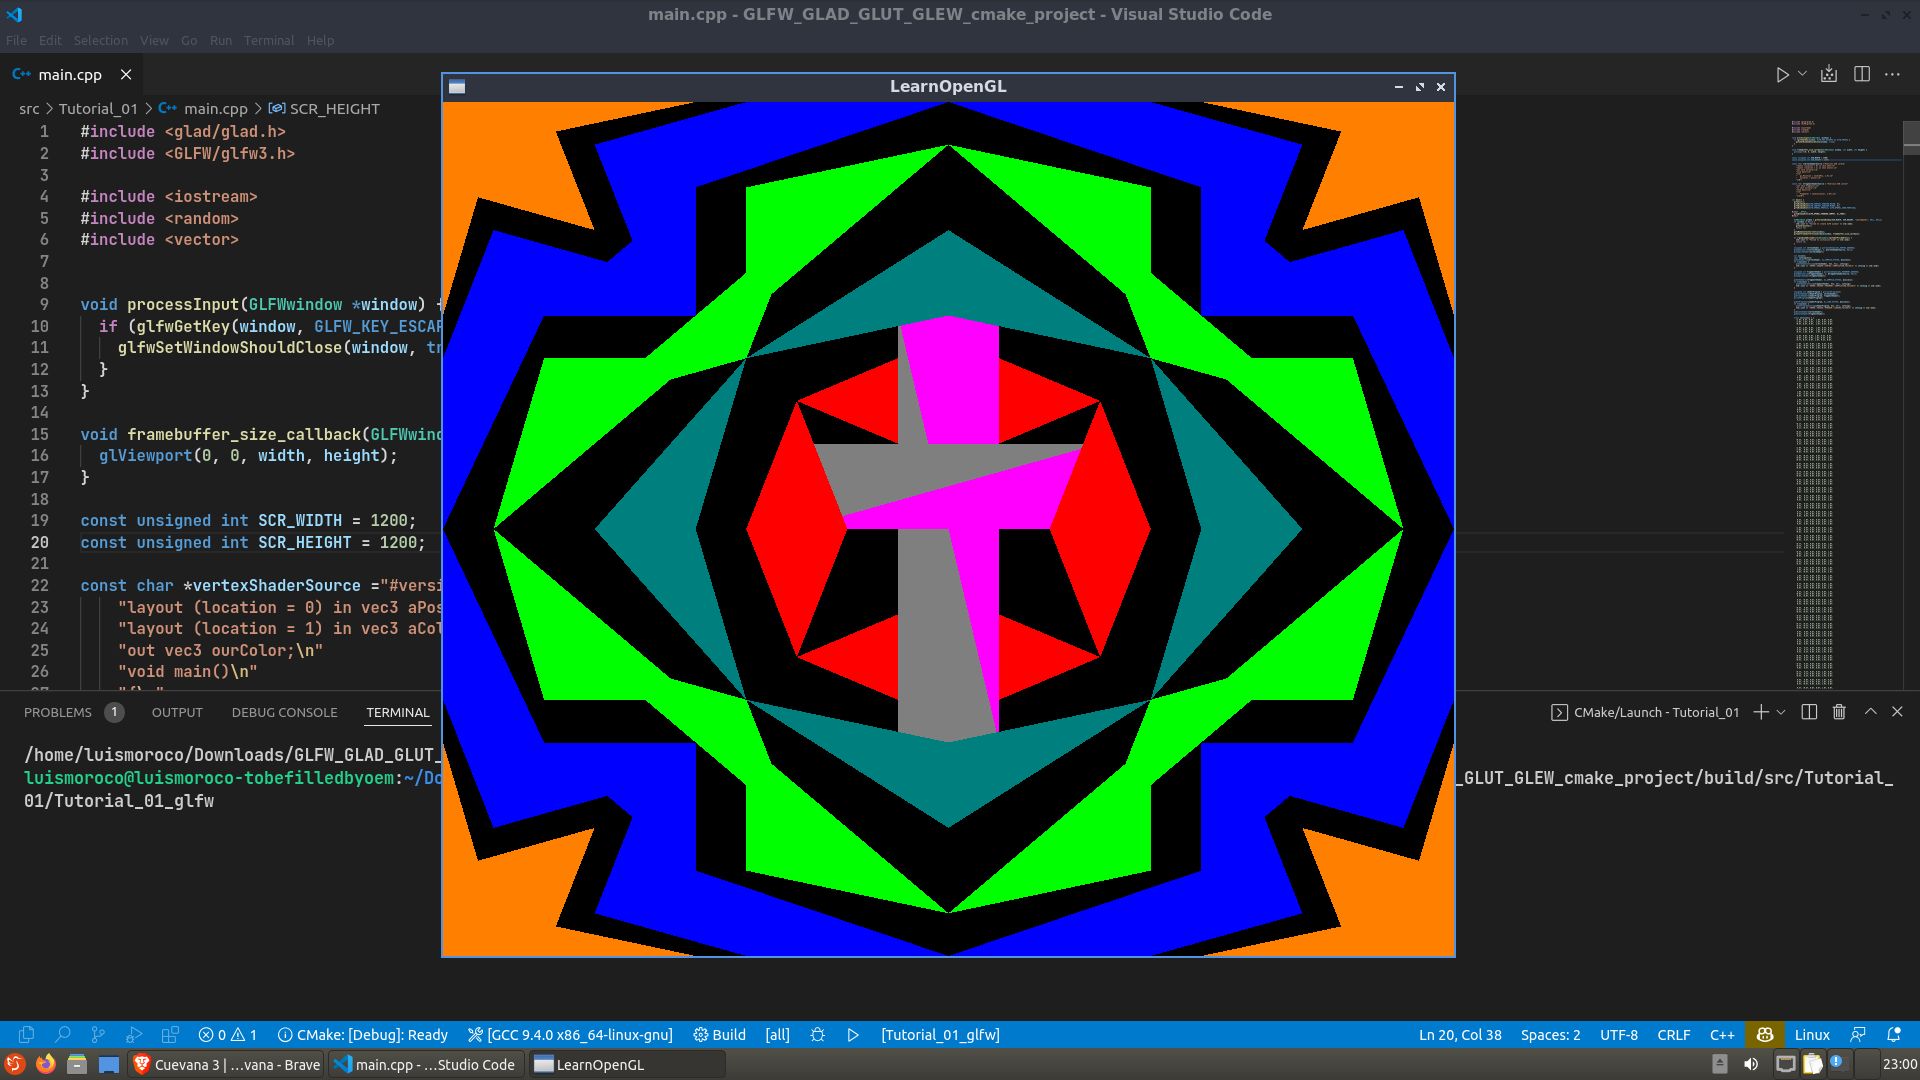 main.cpp - GLFW_GLAD_GLUT_GLEW_cmake_project - Visual Studio Code
File Edit Selection View Go Run Terminal Help
main.cpp
LearnOpenGL
src > Tutorial_01 > main.cpp > SCR_HEIGHT
1 #include <glad/glad.h>
2 #include <GLFW/glfw3.h>
3
4 #include <iostream>
5 #include <random>
6 #include <vector>
7
8
9 void processInput(GLFWwindow *window) {
10 if (glfwGetKey(window, GLFW_KEY_ESCAP
11 glfwSetWindowShouldClose(window, tr
12 }
13 }
14
15 void framebuffer_size_callback(GLFWwind
16 glViewport(0, 0, width, height);
17 }
18
19 const unsigned int SCR_WIDTH = 1200;
20 const unsigned int SCR_HEIGHT = 1200;
21
22 const char *vertexShaderSource ="#versi
23 "layout (location = 0) in vec3 aPos
24 "layout (location = 1) in vec3 aCol
25 "out vec3 ourColor;\n"
26 "void main()\n"
PROBLEMS 1 OUTPUT DEBUG CONSOLE TERMINAL CMake/Launch - Tutorial_01
/home/luismoroco/Downloads/GLFW_GLAD_GLUT_
luismoroco@luismoroco-tobefilledbyoem:~/Do _GLUT_GLEW_cmake_project/build/src/Tutorial_
01/Tutorial_01_glfw
0 1 CMake: [Debug]: Ready [GCC 9.4.0 x86_64-linux-gnu] Build [all] [Tutorial_01_glfw] Ln 20, Col 38 Spaces: 2 UTF-8 CRLF C++ Linux
Cuevana 3 | ...vana - Brave main.cpp - ...Studio Code LearnOpenGL 23:00